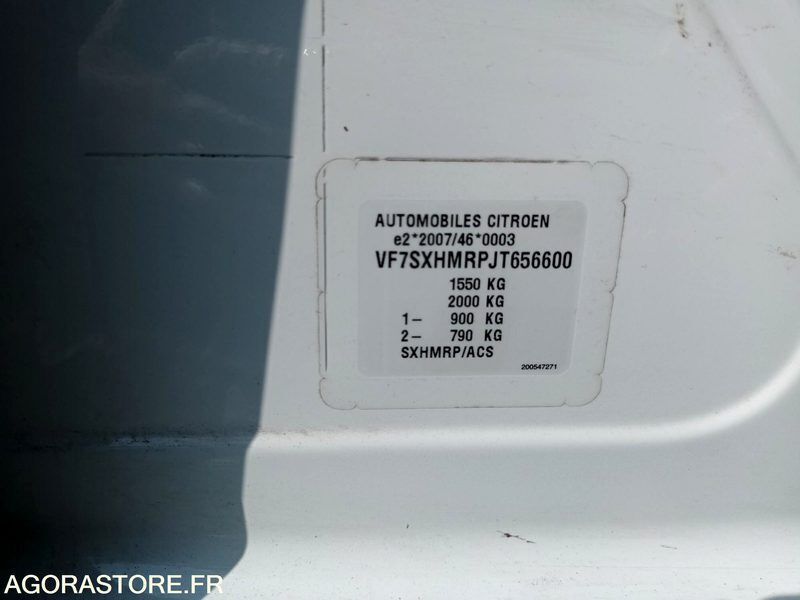 AUTOMOBILES CITROEN
e2*2007/46*0003
VF7SXHMRPJT656600
1550 KG
2000 KG
1– 900 KG
2– 790 KG
SXHMRP/ACS
200547271
AGORASTORE.FR